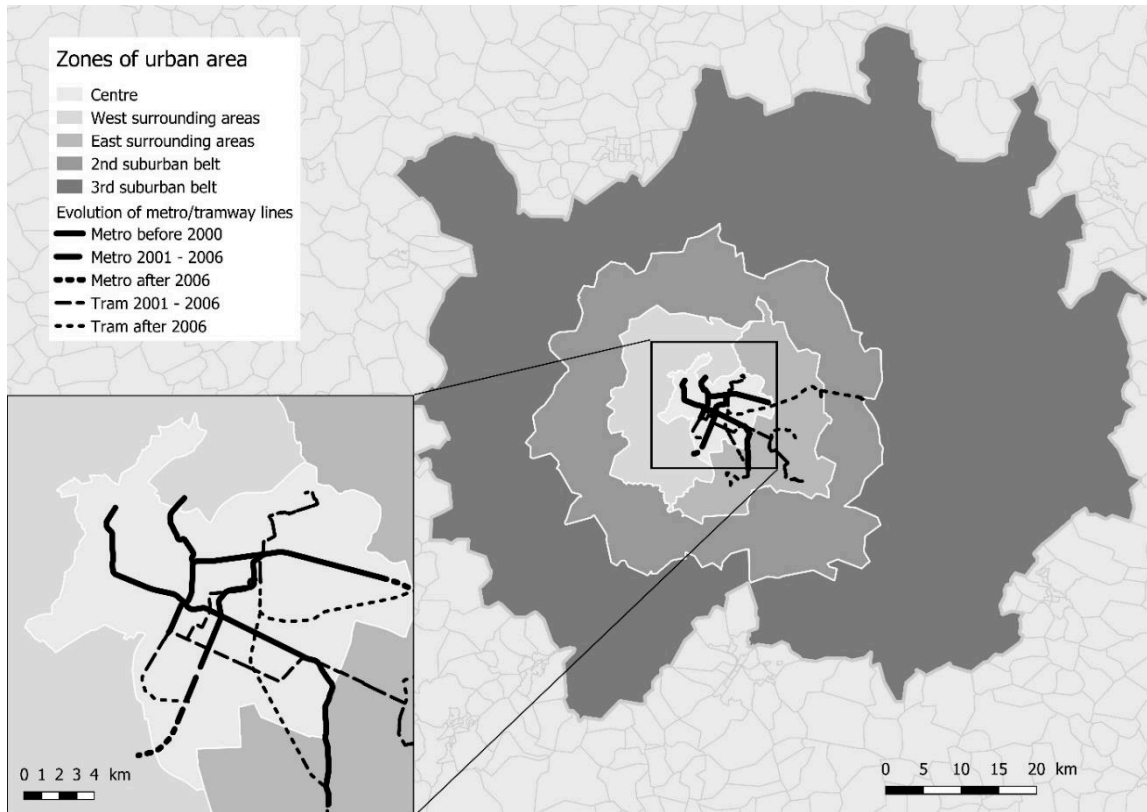 Zones of urban area
Centre
West surrounding areas
East surrounding areas
2nd suburban belt
3rd suburban belt
Evolution of metro/tramway lines
Metro before 2000
Metro 2001 - 2006
Metro after 2006
Tram 2001 - 2006
Tram after 2006
0 1 2 3 4 km
0 5 10 15 20 km